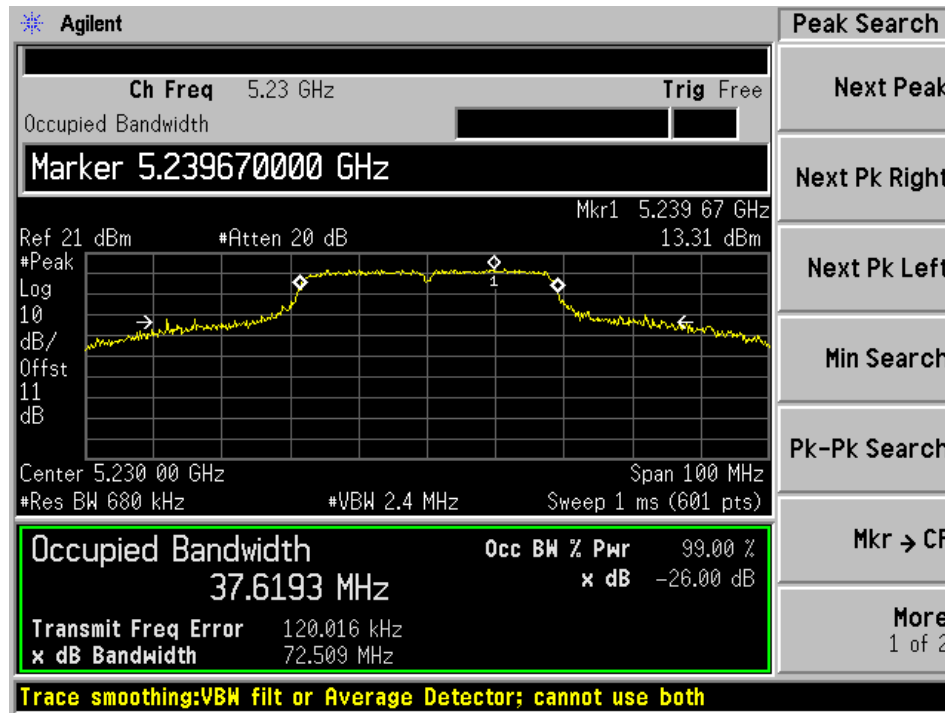 Agilent
Peak Search
Ch Freq 5.23 GHz
Trig Free
Occupied Bandwidth
Marker 5.239670000 GHz
Mkr1 5.239 67 GHz
Ref 21 dBm #Atten 20 dB 13.31 dBm
#Peak
Log
10
dB/
Offst
11
dB
1
Center 5.230 00 GHz Span 100 MHz
#Res BW 680 kHz #VBW 2.4 MHz Sweep 1 ms (601 pts)
Occupied Bandwidth
37.6193 MHz
Occ BW % Pwr 99.00 %
x dB -26.00 dB
Transmit Freq Error 120.016 kHz
x dB Bandwidth 72.509 MHz
Trace smoothing:VBW filt or Average Detector; cannot use both
Next Peak
Next Pk Right
Next Pk Left
Min Search
Pk-Pk Search
Mkr → CF
More
1 of 2